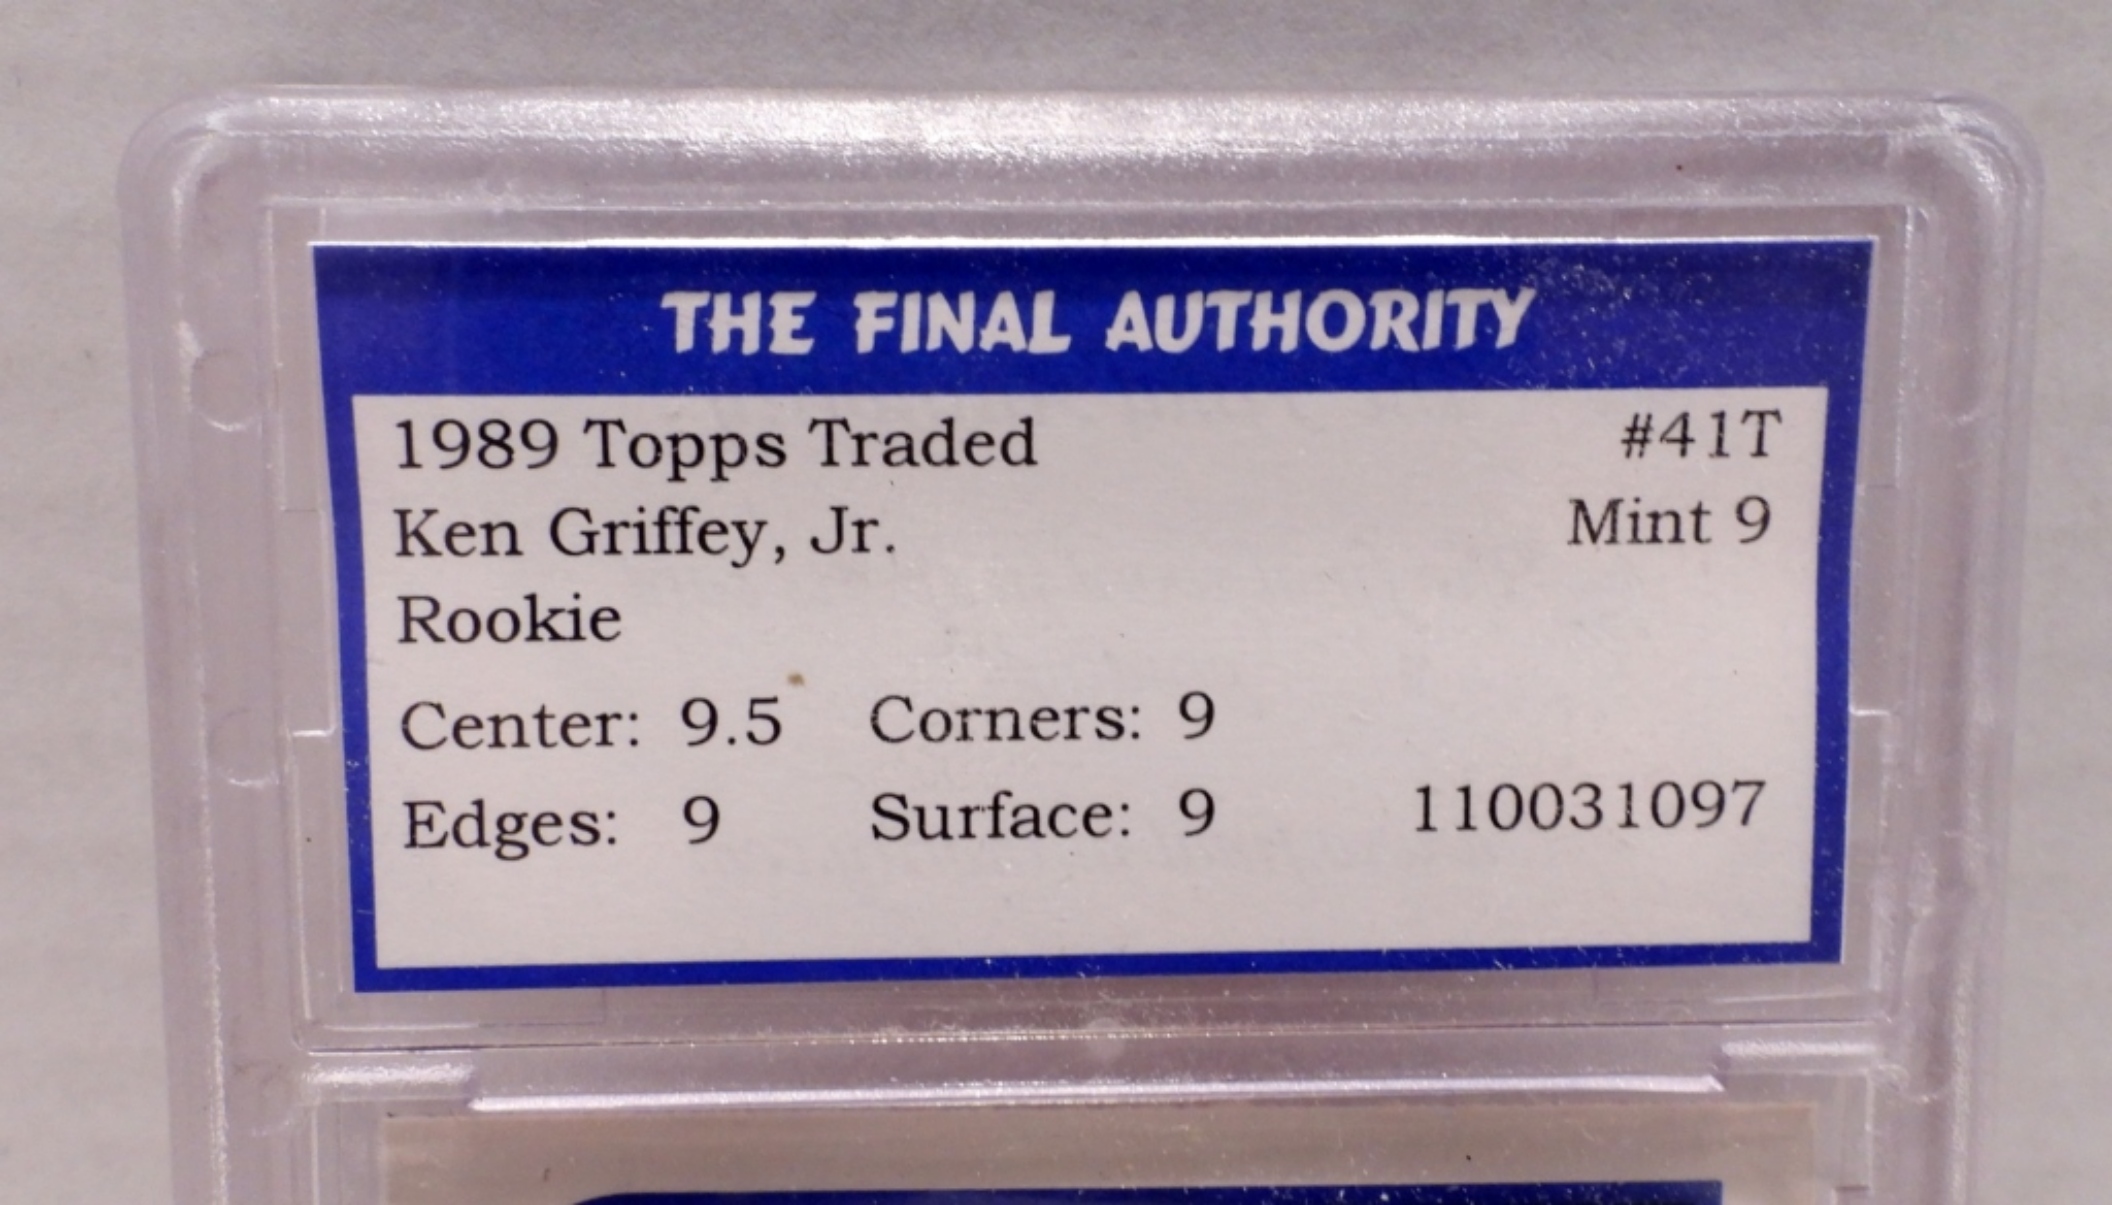 THE FINAL AUTHORITY
1989 Topps Traded #41T
Ken Griffey, Jr. Mint 9
Rookie
Center: 9.5 Corners: 9
Edges: 9 Surface: 9 110031097